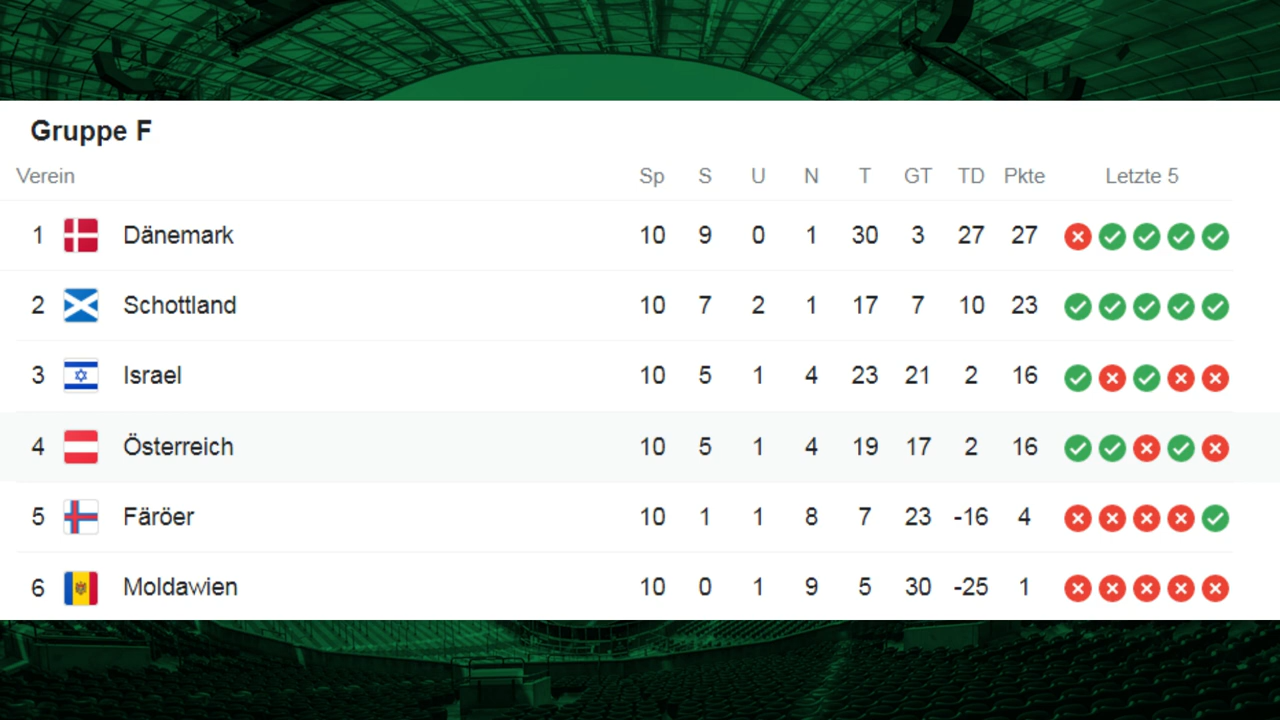 Gruppe F
Verein Sp S U N T GT TD Pkte Letzte 5
1 Dänemark 10 9 0 1 30 3 27 27
2 Schottland 10 7 2 1 17 7 10 23
3 Israel 10 5 1 4 23 21 2 16
4 Österreich 10 5 1 4 19 17 2 16
5 Färöer 10 1 1 8 7 23 -16 4
6 Moldawien 10 0 1 9 5 30 -25 1